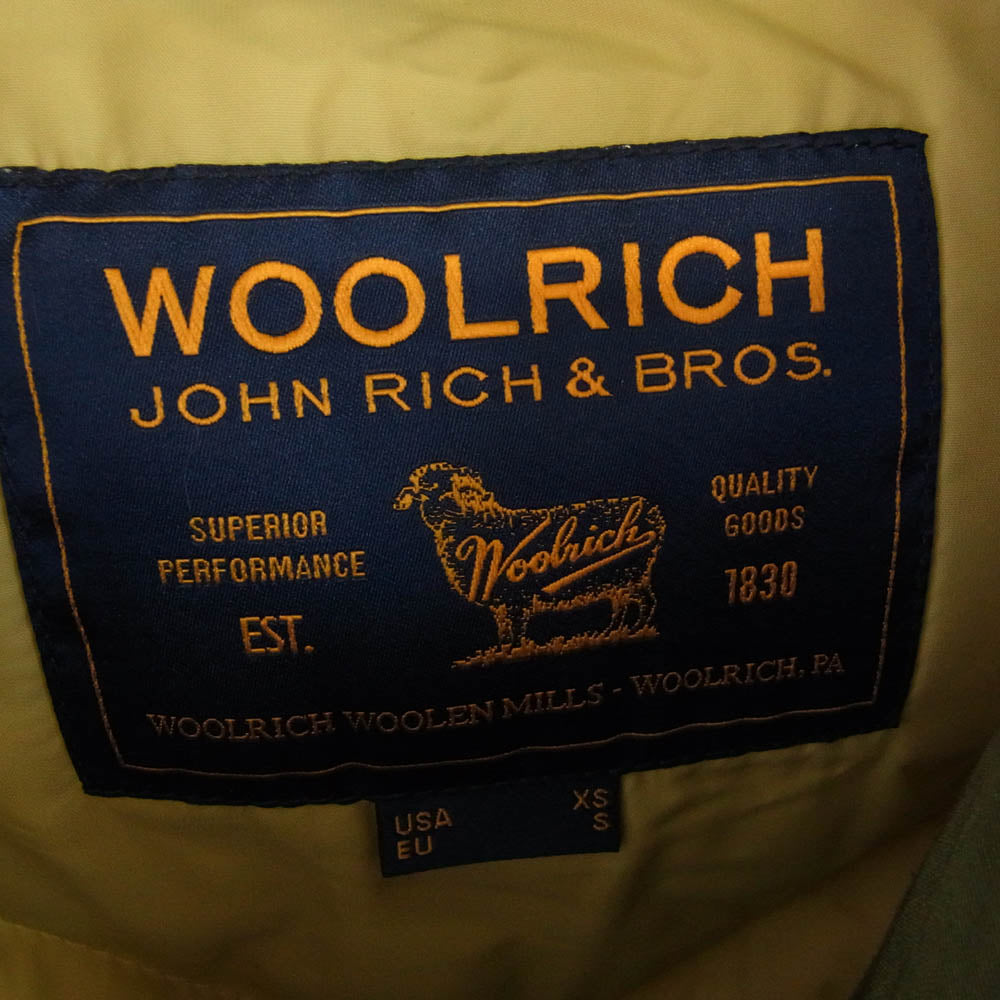 WOOLRICH
JOHN RICH & BROS.
SUPERIOR
PERFORMANCE
EST.
Woolrich
QUALITY
GOODS
1830
WOOLRICH WOOLEN MILLS - WOOLRICH, PA
USA XS
EU S